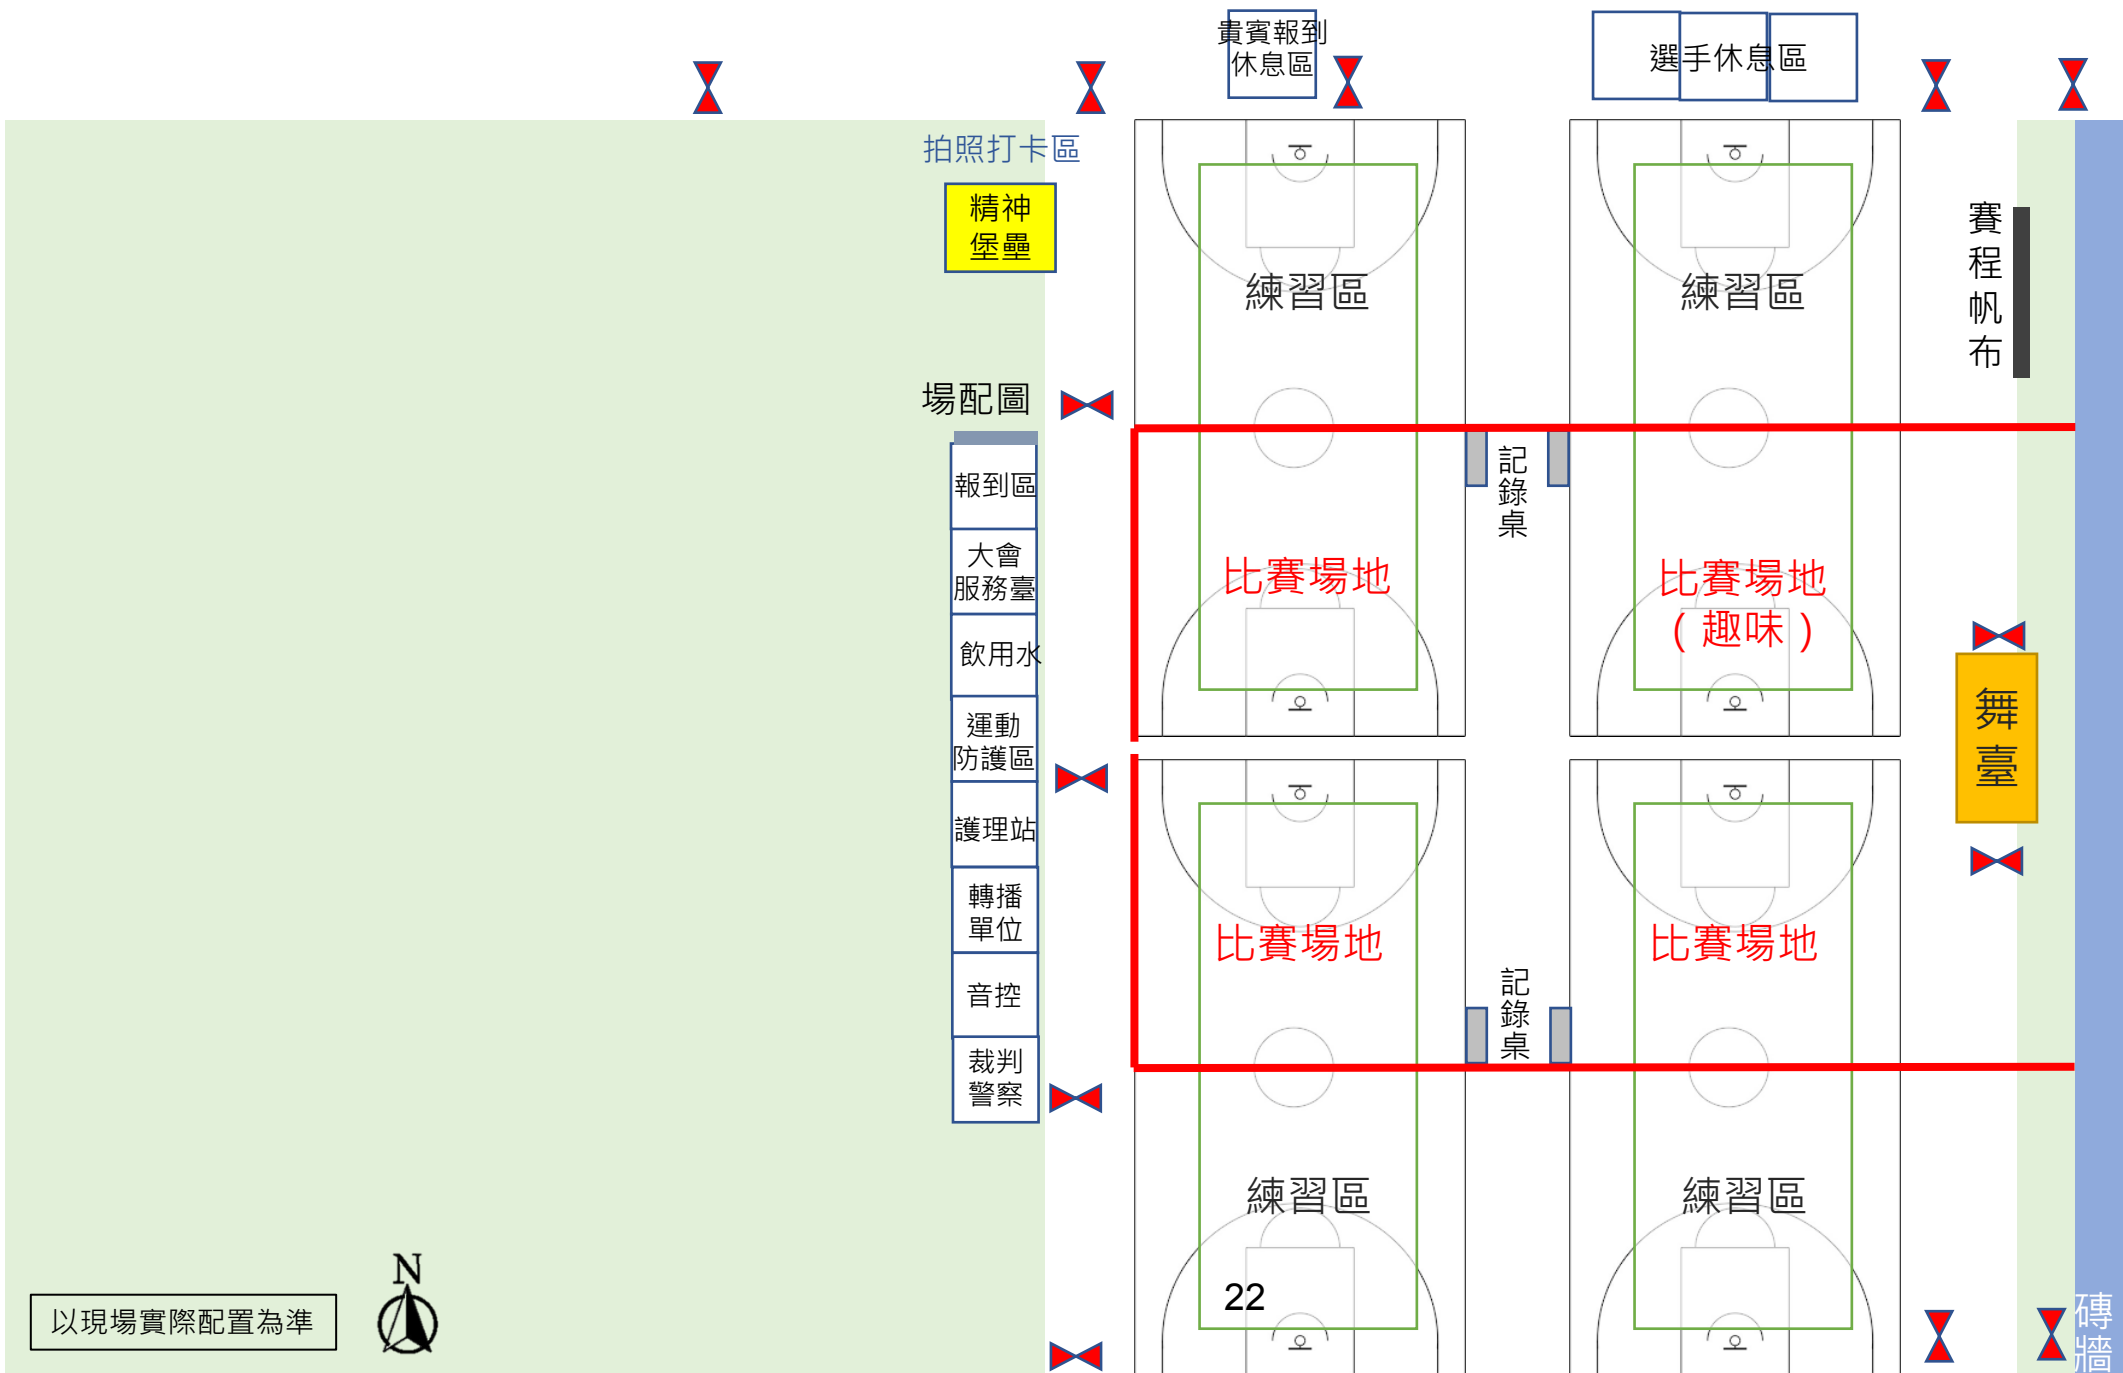 貴賓報到
休息區
選手休息區
拍照打卡區
精神
堡壘
練習區
練習區
賽程帆布
場配圖
報到區
記錄桌
大會
服務臺
比賽場地
比賽場地
(趣味)
飲用水
運動
防護區
舞臺
護理站
轉播
單位
比賽場地
比賽場地
音控
記錄桌
裁判
警察
練習區
練習區
22
N
以現場實際配置為準
磚牆